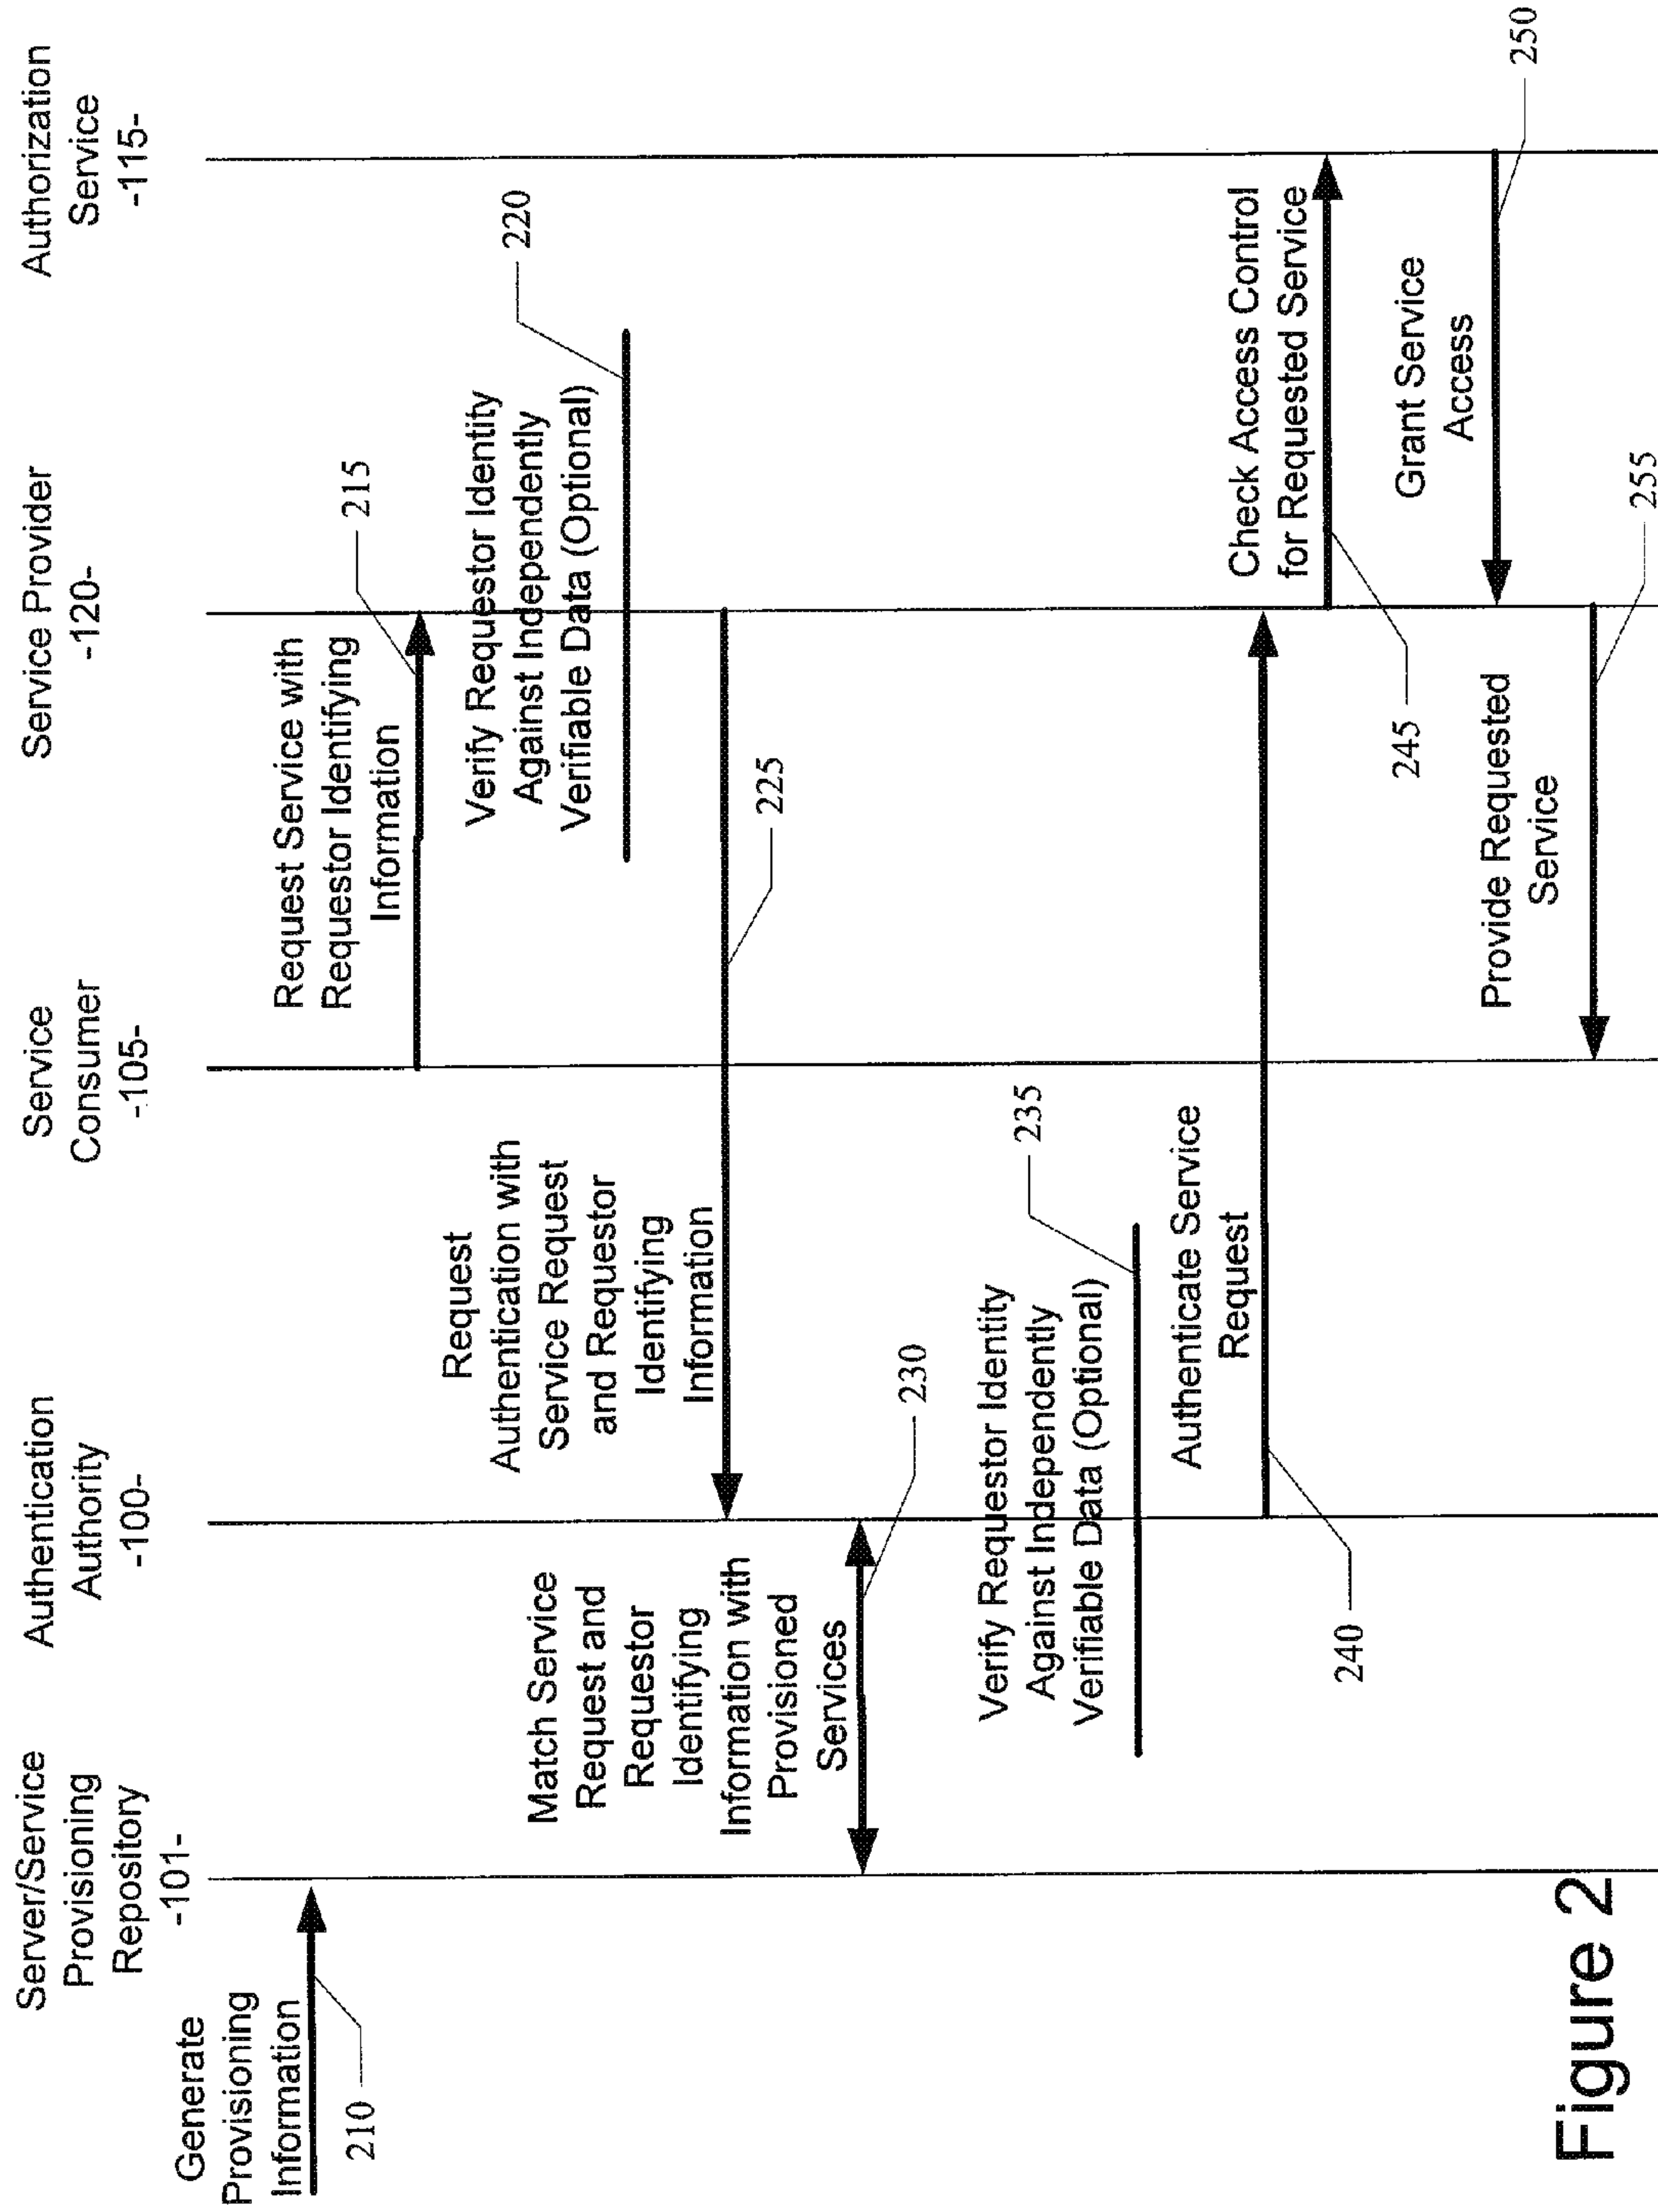 Server/Service
Provisioning
Repository
-101-
Authentication
Authority
-100-
Service
Consumer
-105-
Service Provider
-120-
Authorization
Service
-115-
Generate
Provisioning
Information
210
Request Service with
Requestor Identifying
Information
215
Verify Requestor Identity
Against Independently
Verifiable Data (Optional)
220
Request
Authentication with
Service Request
and Requestor
Identifying
Information
225
Match Service
Request and
Requestor
Identifying
Information with
Provisioned
Services
230
Verify Requestor Identity
Against Independently
Verifiable Data (Optional)
235
Authenticate Service
Request
240
Check Access Control
for Requested Service
245
Grant Service
Access
250
Provide Requested
Service
255
Figure 2